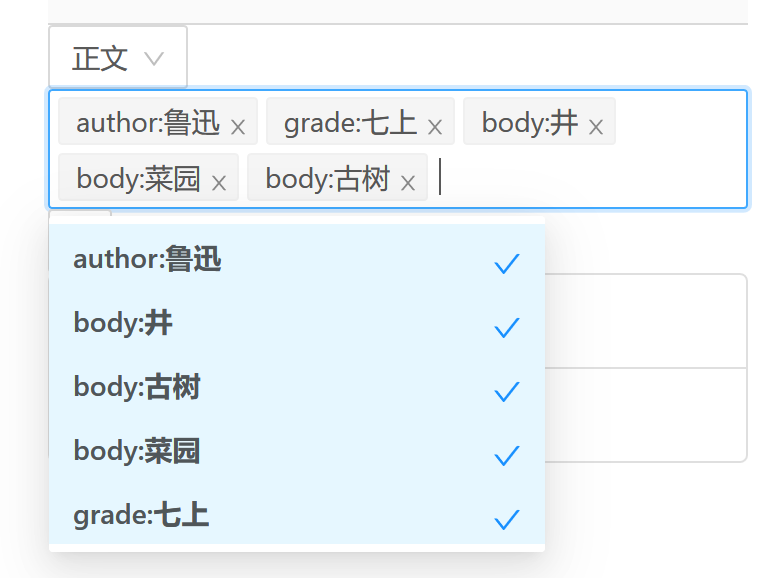 正文
author:鲁迅 x grade:七上 x body:井 x
body:菜园 x body:古树 x
author:鲁迅
body:井
body:古树
body:菜园
grade:七上